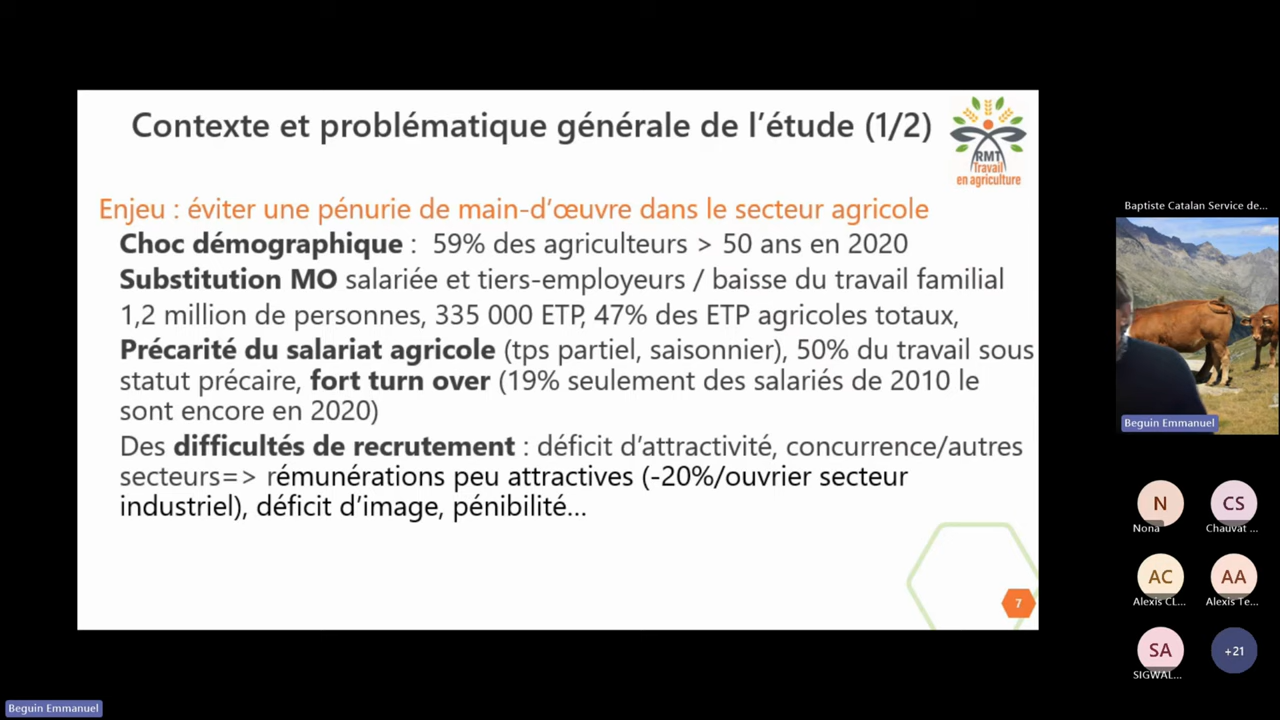 Contexte et problématique générale de l'étude (1/2)
RMT
Travail
en agriculture
Enjeu : éviter une pénurie de main-d'œuvre dans le secteur agricole
Choc démographique : 59% des agriculteurs > 50 ans en 2020
Substitution MO salariée et tiers-employeurs / baisse du travail familial
1,2 million de personnes, 335 000 ETP, 47% des ETP agricoles totaux,
Précarité du salariat agricole (tps partiel, saisonnier), 50% du travail sous
statut précaire, fort turn over (19% seulement des salariés de 2010 le
sont encore en 2020)
Des difficultés de recrutement : déficit d'attractivité, concurrence/autres
secteurs=> rémunérations peu attractives (-20%/ouvrier secteur
industriel), déficit d'image, pénibilité...
7
Baptiste Catalan Service de...
Beguin Emmanuel
N
Nona
CS
Chauvat ...
AC
Alexis CL...
AA
Alexis Te...
SA
SIGWAL...
+21
Beguin Emmanuel